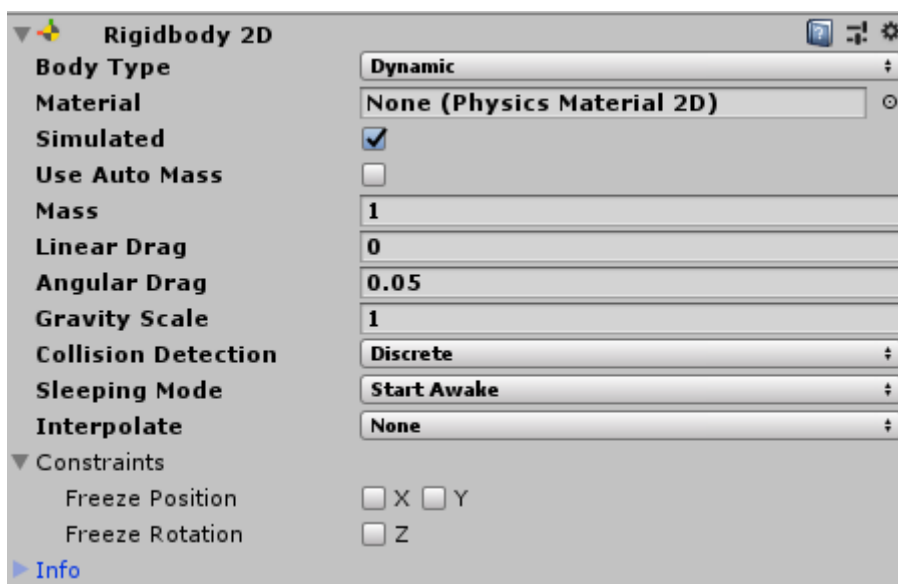 Rigidbody 2D
Body Type Dynamic
Material None (Physics Material 2D)
Simulated
Use Auto Mass
Mass 1
Linear Drag 0
Angular Drag 0.05
Gravity Scale 1
Collision Detection Discrete
Sleeping Mode Start Awake
Interpolate None
Constraints
Freeze Position X Y
Freeze Rotation Z
Info